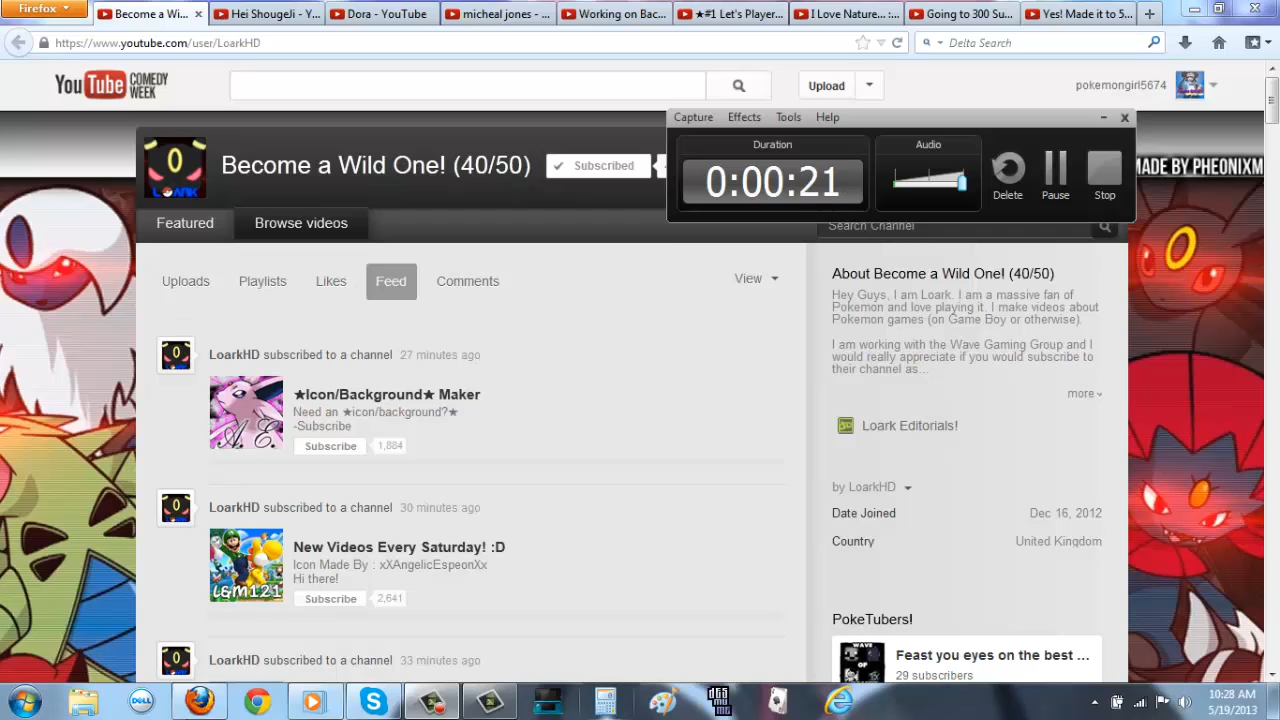 Firefox
Become a Wi...
Hei ShougeJi - Y...
Dora - YouTube
micheal jones - ...
Working on Bac...
★#1 Let's Player...
I Love Nature... :...
Going to 300 Su...
Yes! Made it to 5...
https://www.youtube.com/user/LoarkHD
Delta Search
YouTube COMEDY WEEK
Upload
pokemongirl5674
Capture Effects Tools Help
Duration
Audio
0:00:21
Delete
Pause
Stop
LOARK
Become a Wild One! (40/50)
Subscribed
MADE BY PHEONIXM
Featured
Browse videos
Search Channel
Uploads
Playlists
Likes
Feed
Comments
View
About Become a Wild One! (40/50)
Hey Guys, I am Loark. I am a massive fan of
Pokemon and love playing it. I make videos about
Pokemon games (on Game Boy or otherwise).
I am working with the Wave Gaming Group and I
would really appreciate if you would subscribe to
their channel as...
more
LoarkHD subscribed to a channel 27 minutes ago
A.E.
★Icon/Background★ Maker
Need an ★icon/background?★
-Subscribe
Subscribe 1,884
Loark Editorials!
by LoarkHD
Date Joined Dec 16, 2012
Country United Kingdom
LoarkHD subscribed to a channel 30 minutes ago
L&M121
New Videos Every Saturday! :D
Icon Made By : xXAngelicEspeonXx
Hi there!
Subscribe 2,641
PokeTubers!
WAVE
OF
Feast you eyes on the best ...
29 subscribers
LoarkHD subscribed to a channel 33 minutes ago
DELL
10:28 AM
5/19/2013